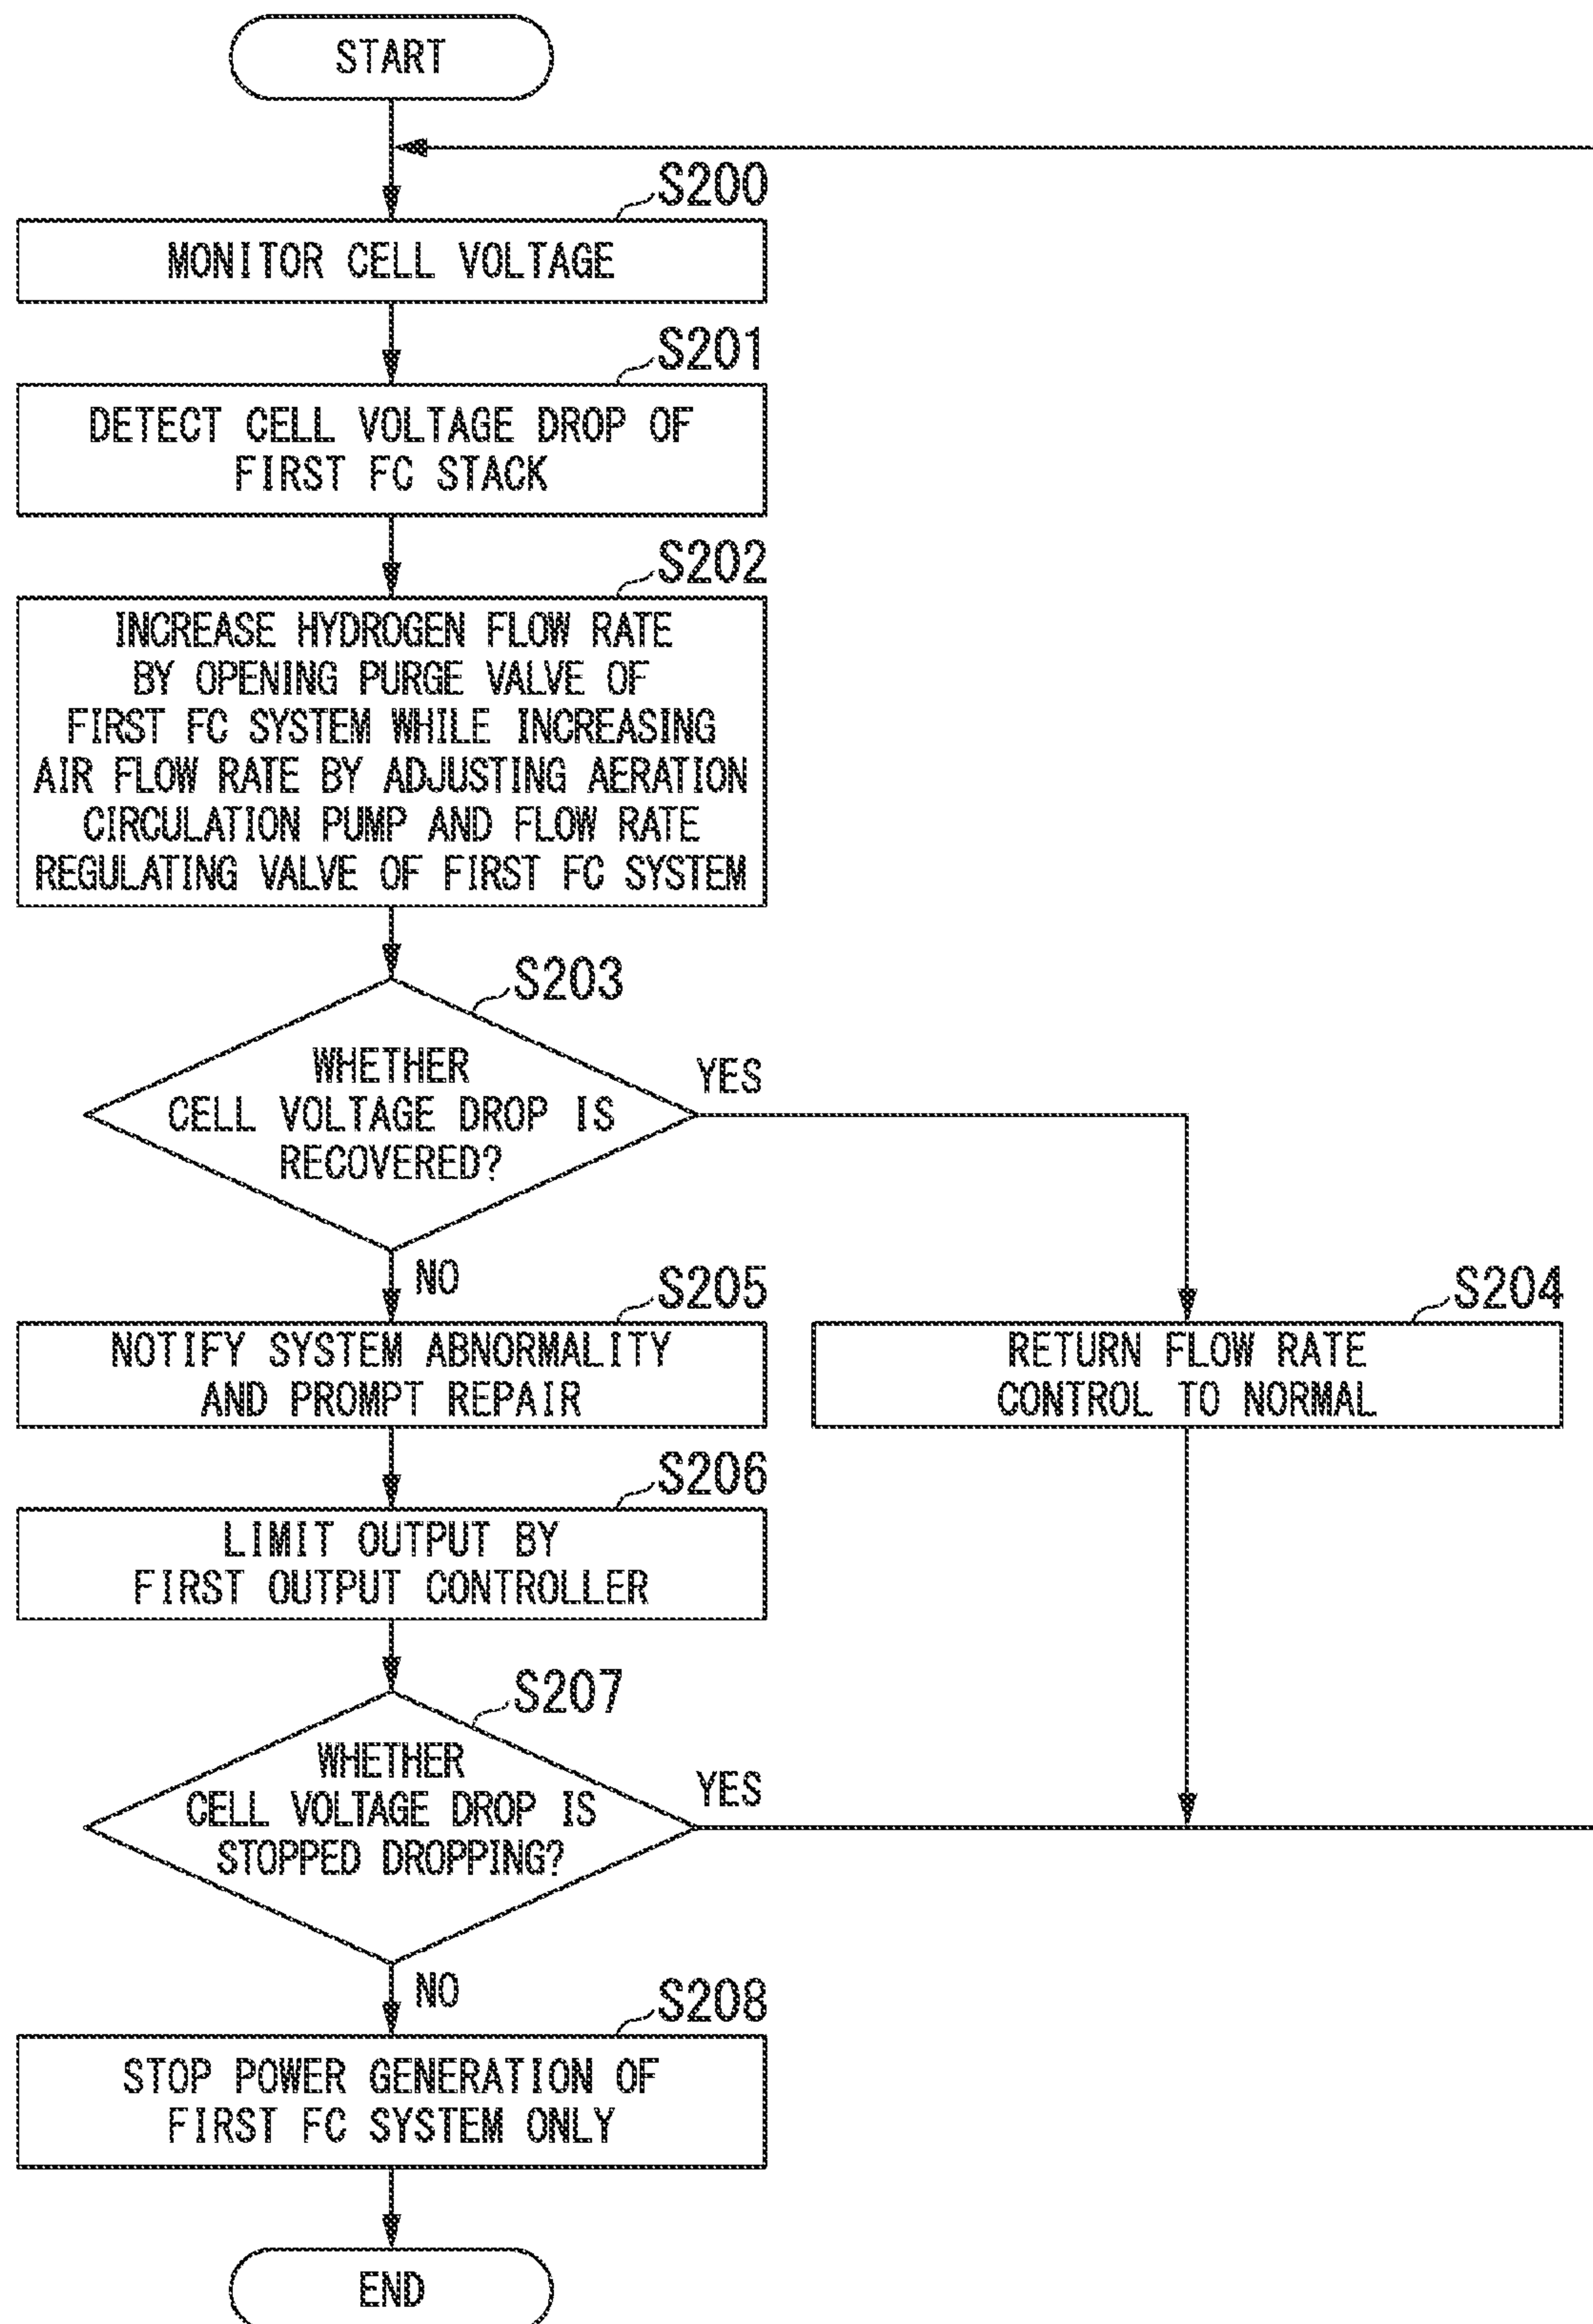 START
S200
MONITOR CELL VOLTAGE
S201
DETECT CELL VOLTAGE DROP OF
FIRST FC STACK
S202
INCREASE HYDROGEN FLOW RATE
BY OPENING PURGE VALVE OF
FIRST FC SYSTEM WHILE INCREASING
AIR FLOW RATE BY ADJUSTING AERATION
CIRCULATION PUMP AND FLOW RATE
REGULATING VALVE OF FIRST FC SYSTEM
S203
WHETHER
CELL VOLTAGE DROP IS
RECOVERED?
YES
NO
S205
NOTIFY SYSTEM ABNORMALITY
AND PROMPT REPAIR
S204
RETURN FLOW RATE
CONTROL TO NORMAL
S206
LIMIT OUTPUT BY
FIRST OUTPUT CONTROLLER
S207
WHETHER
CELL VOLTAGE DROP IS
STOPPED DROPPING?
YES
NO
S208
STOP POWER GENERATION OF
FIRST FC SYSTEM ONLY
END